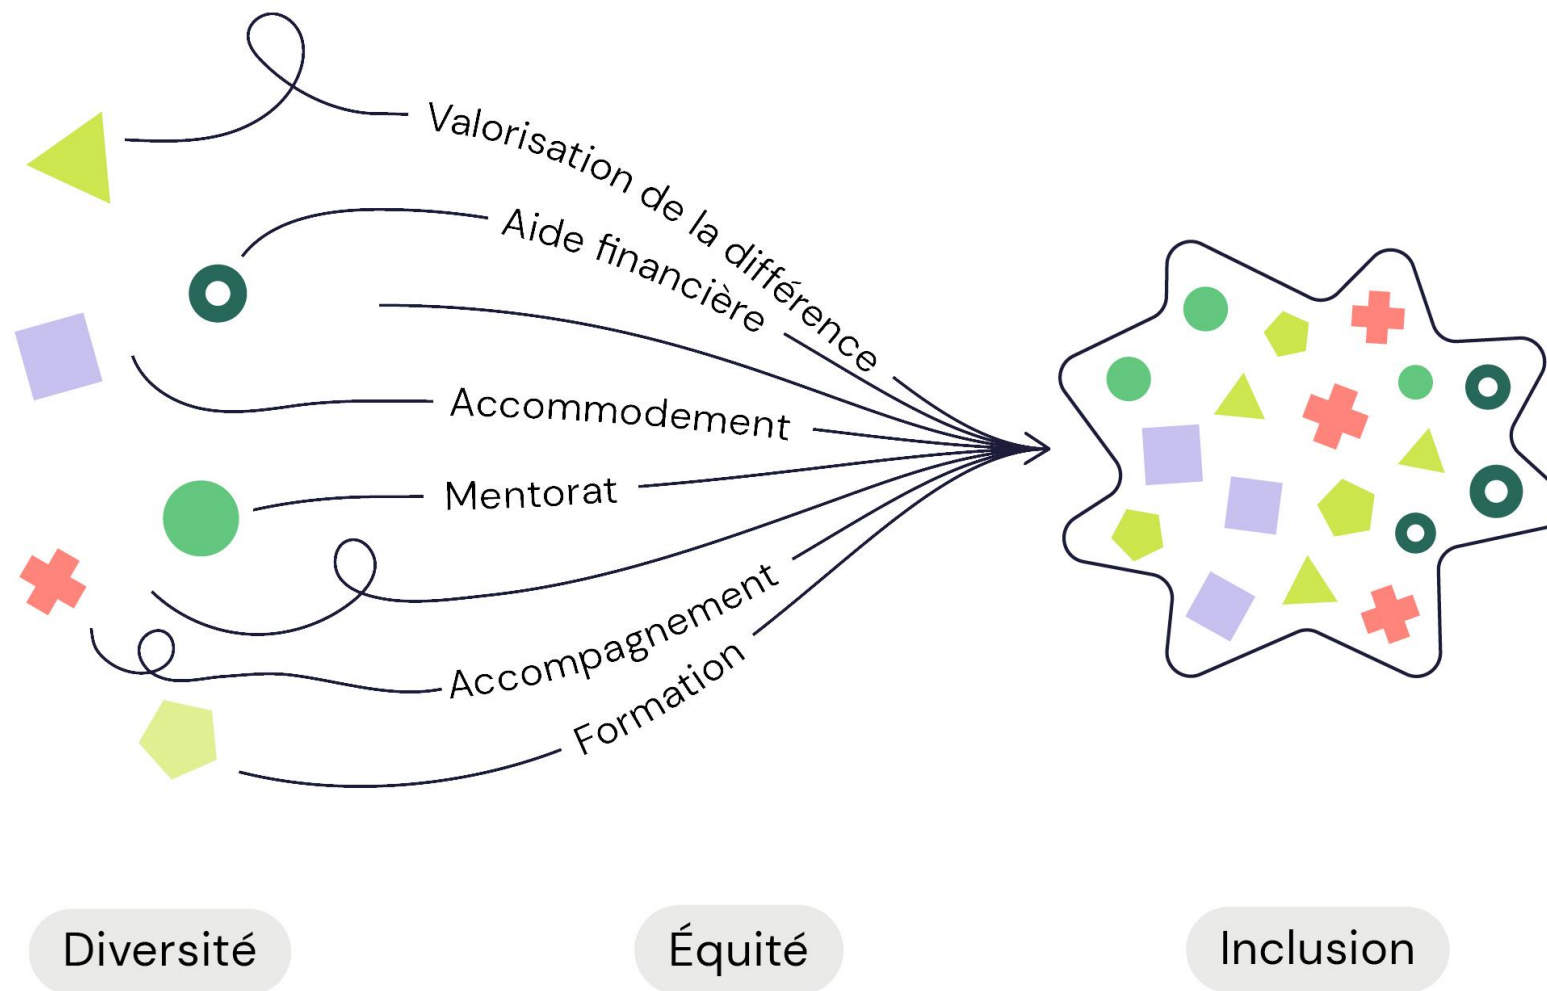 Valorisation de la différence
Aide financière
Accommodement
Mentorat
Accompagnement
Formation
Diversité
Équité
Inclusion